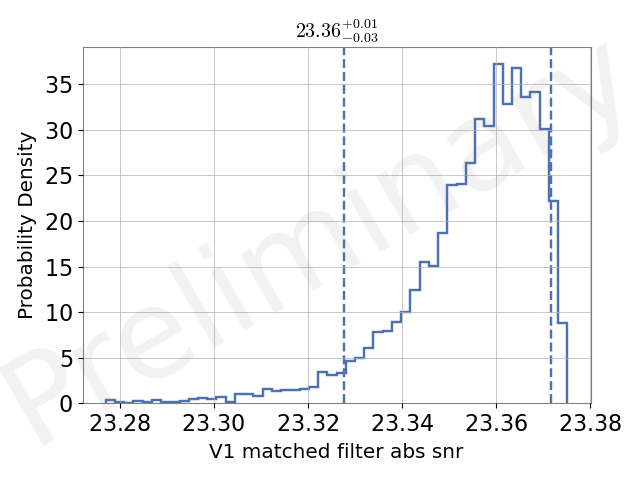 23.36 +0.01 -0.03
35
30
25
20
15
10
5
0
Probability Density
23.28 23.30 23.32 23.34 23.36 23.38
V1 matched filter abs snr
Preliminary